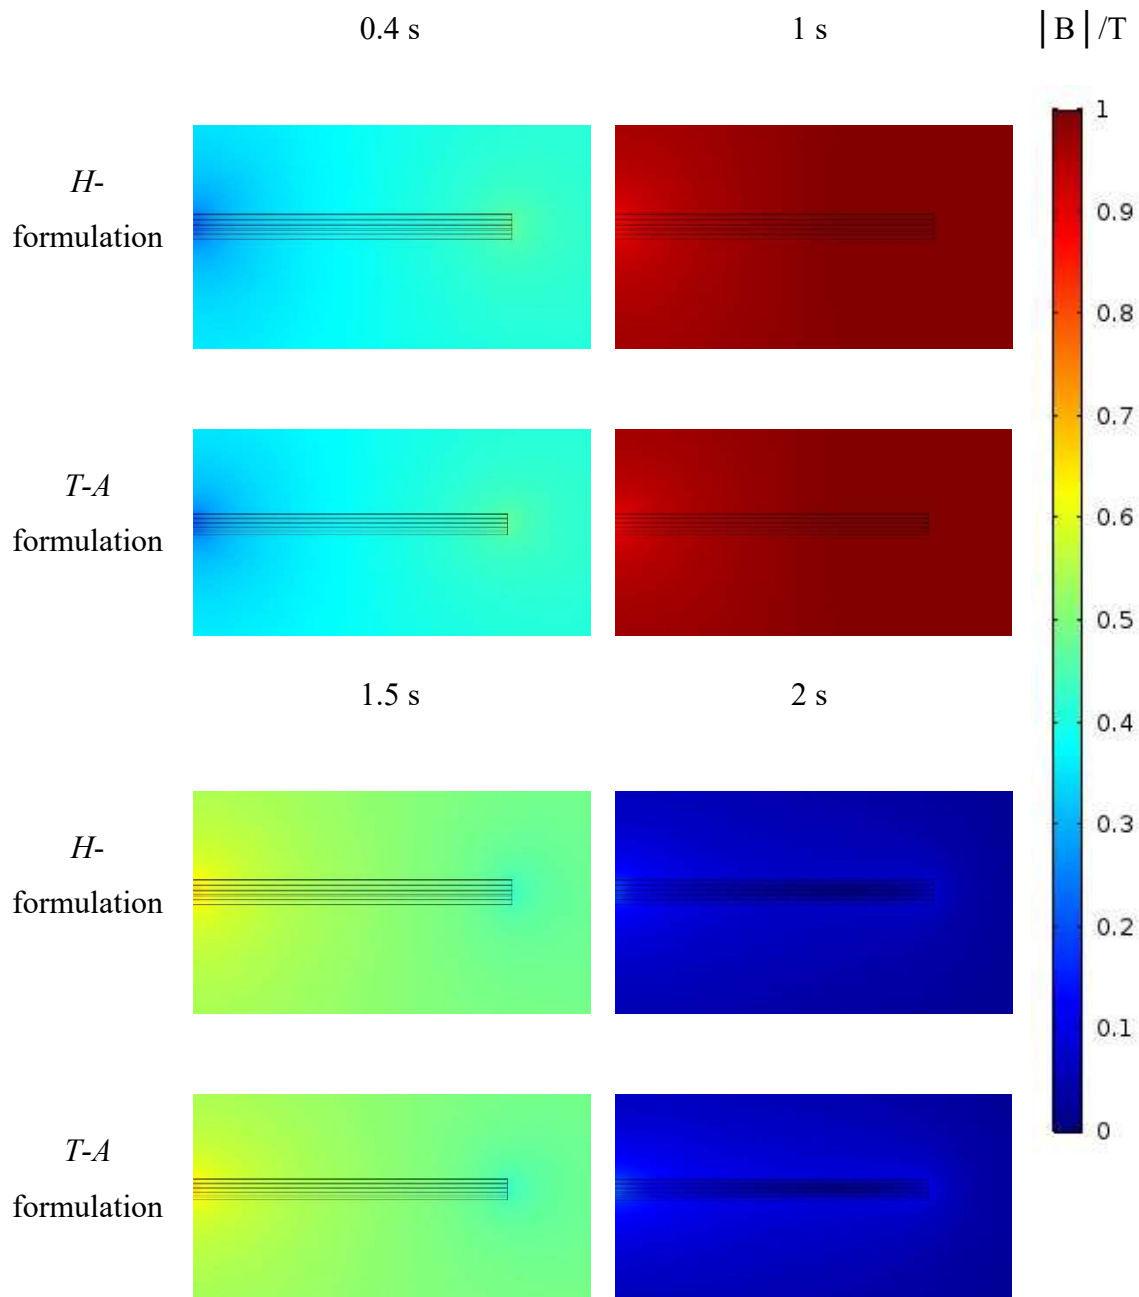 0.4 s
1 s
|B|/T
H-
formulation
T-A
formulation
1.5 s
2 s
H-
formulation
T-A
formulation
1
0.9
0.8
0.7
0.6
0.5
0.4
0.3
0.2
0.1
0